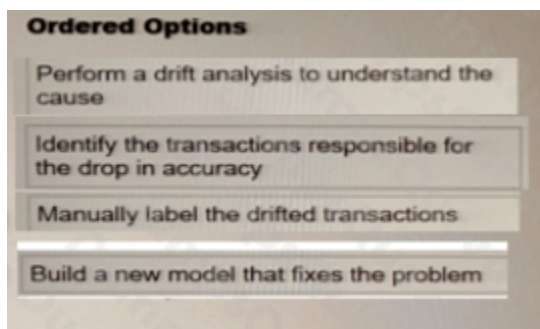 Ordered Options
Perform a drift analysis to understand the
cause
Identify the transactions responsible for
the drop in accuracy
Manually label the drifted transactions
Build a new model that fixes the problem